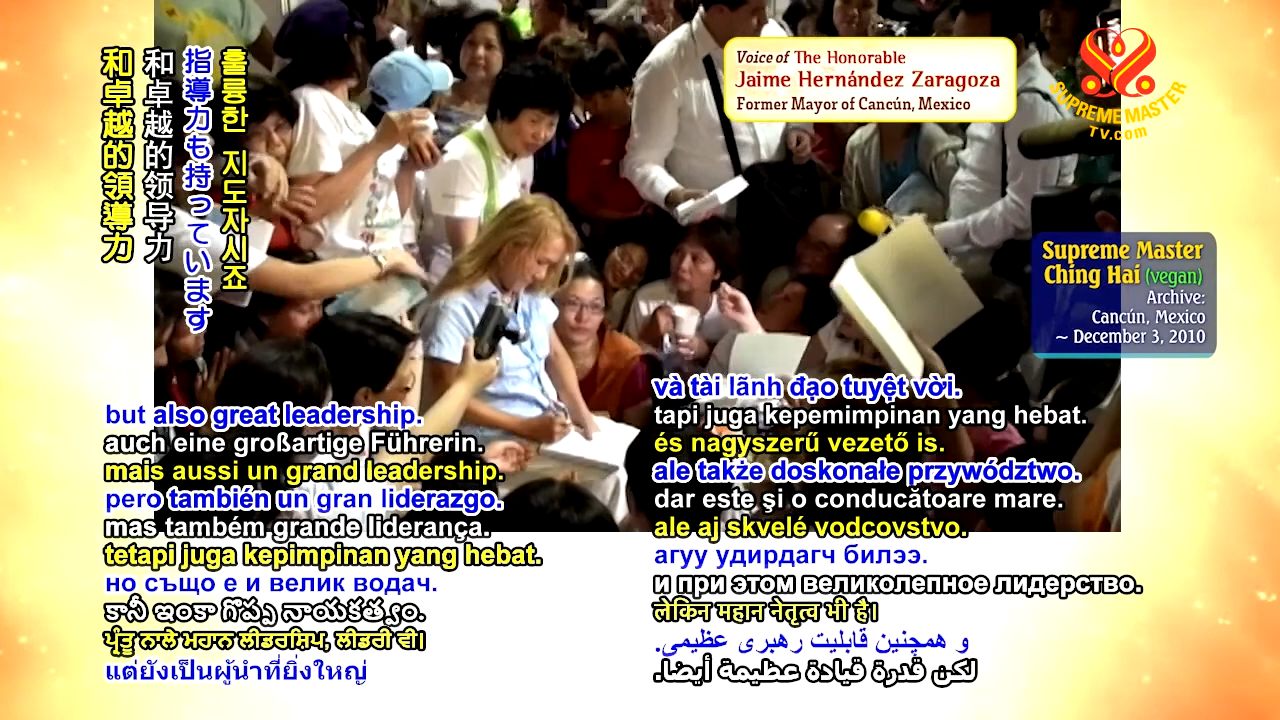 和卓越的領導力
和卓越的领导力
指導力も持っています
훌륭한 지도자시죠
Voice of The Honorable
Jaime Hernández Zaragoza
Former Mayor of Cancún, Mexico
SUPREME MASTER
TV.com
Supreme Master
Ching Hai (vegan)
Archive:
Cancún, Mexico
~ December 3, 2010
but also great leadership.
auch eine großartige Führerin.
mais aussi un grand leadership.
pero también un gran liderazgo.
mas também grande liderança.
tetapi juga kepimpinan yang hebat.
но също е и велик водач.
కానీ ఇంకా గొప్ప నాయకత్వం.
ਪ੍ਰੰਤੂ ਨਾਲੇ ਮਹਾਨ ਲੀਡਰਸ਼ਿਪ, ਲੀਡਰੀ ਵੀ।
แต่ยังเป็นผู้นำที่ยิ่งใหญ่
và tài lãnh đạo tuyệt vời.
tapi juga kepemimpinan yang hebat.
és nagyszerű vezető is.
ale także doskonałe przywództwo.
dar este şi o conducătoare mare.
ale aj skvelé vodcovstvo.
агуу удирдагч билээ.
и при этом великолепное лидерство.
लेकिन महान नेतृत्व भी है।
و همچنین قابلیت رهبری عظیمی.
لكن قدرة قيادة عظيمة أيضا.